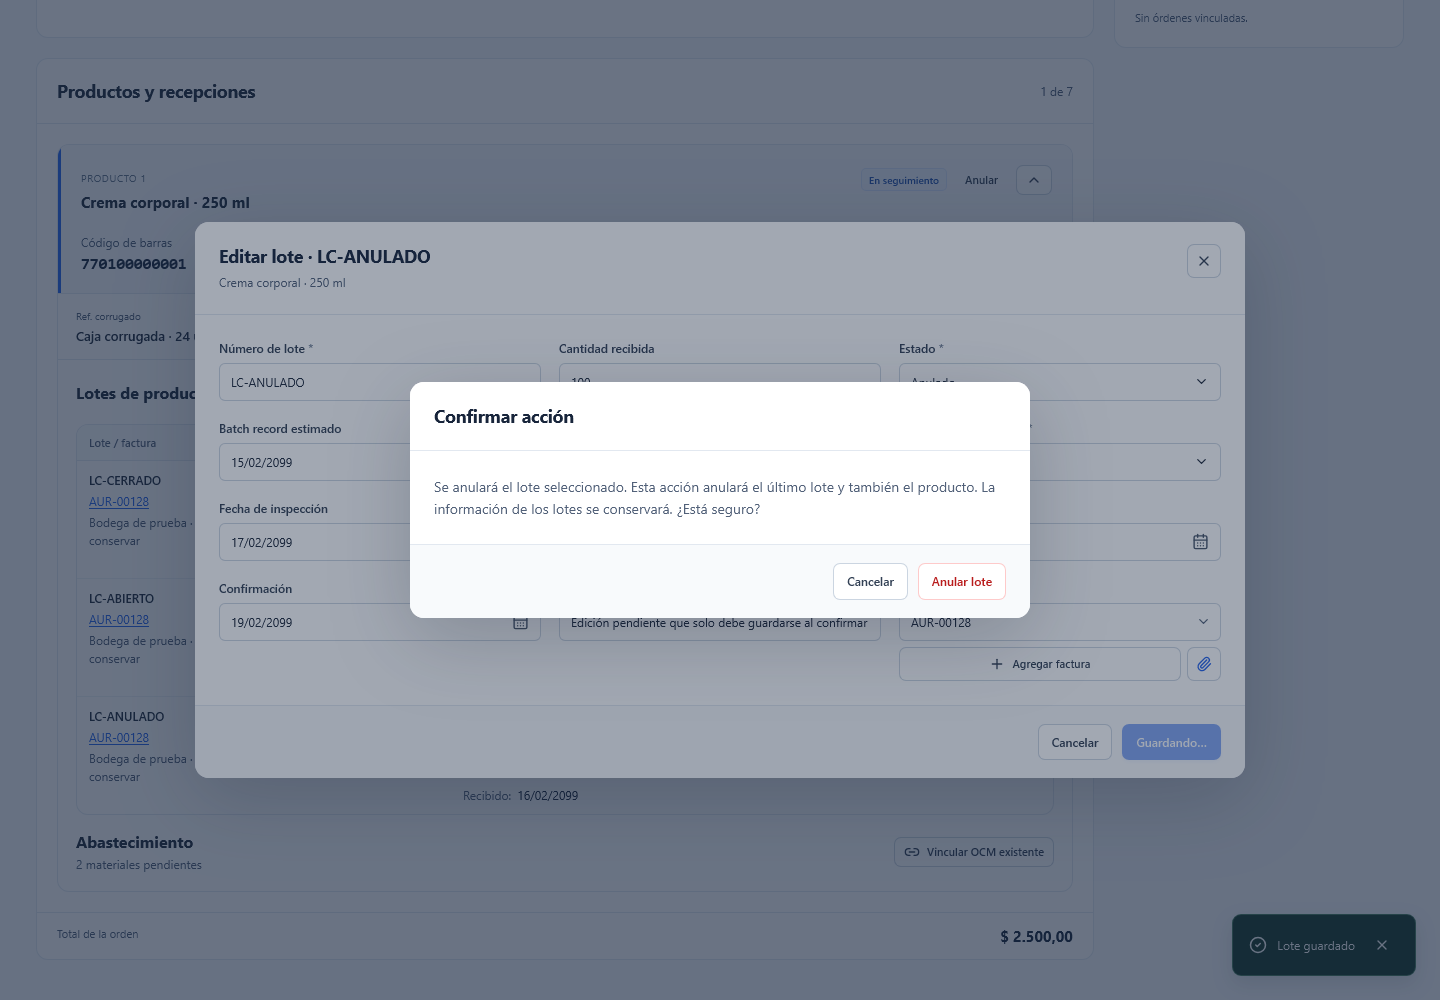 Sin órdenes vinculadas.
Productos y recepciones
1 de 7
PRODUCTO 1
En seguimiento
Anular
Crema corporal · 250 ml
Código de barras
770100000001
Ref. corrugado
Caja corrugada · 24
Lotes de produc
Lote / factura
LC-CERRADO
AUR-00128
Bodega de prueba ·
conservar
LC-ABIERTO
AUR-00128
Bodega de prueba ·
conservar
LC-ANULADO
AUR-00128
Bodega de prueba ·
conservar
Recibido: 16/02/2099
Abastecimiento
2 materiales pendientes
Vincular OCM existente
Total de la orden
$ 2.500,00
Editar lote · LC-ANULADO
Crema corporal · 250 ml
Número de lote *
Cantidad recibida
Estado *
LC-ANULADO
100
Anulado
Batch record estimado
15/02/2099
Fecha de inspección
17/02/2099
Confirmación
19/02/2099
Edición pendiente que solo debe guardarse al confirmar
AUR-00128
Agregar factura
Cancelar
Guardando...
Confirmar acción
Se anulará el lote seleccionado. Esta acción anulará el último lote y también el producto. La
información de los lotes se conservará. ¿Está seguro?
Cancelar
Anular lote
Lote guardado